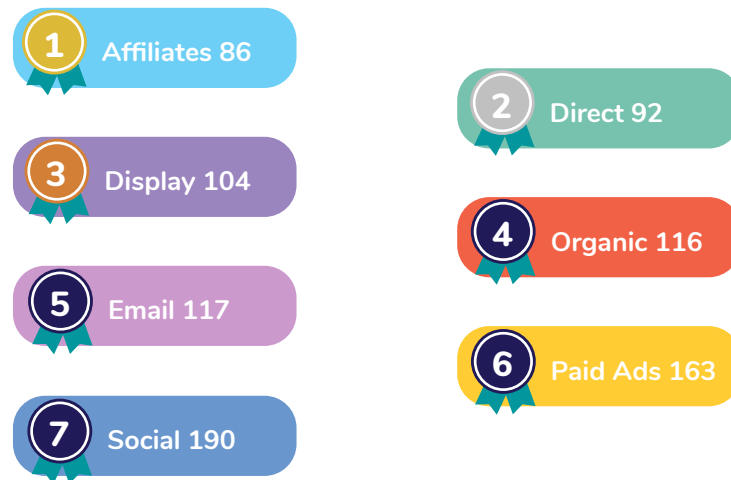 1 Affiliates 86
2 Direct 92
3 Display 104
4 Organic 116
5 Email 117
6 Paid Ads 163
7 Social 190